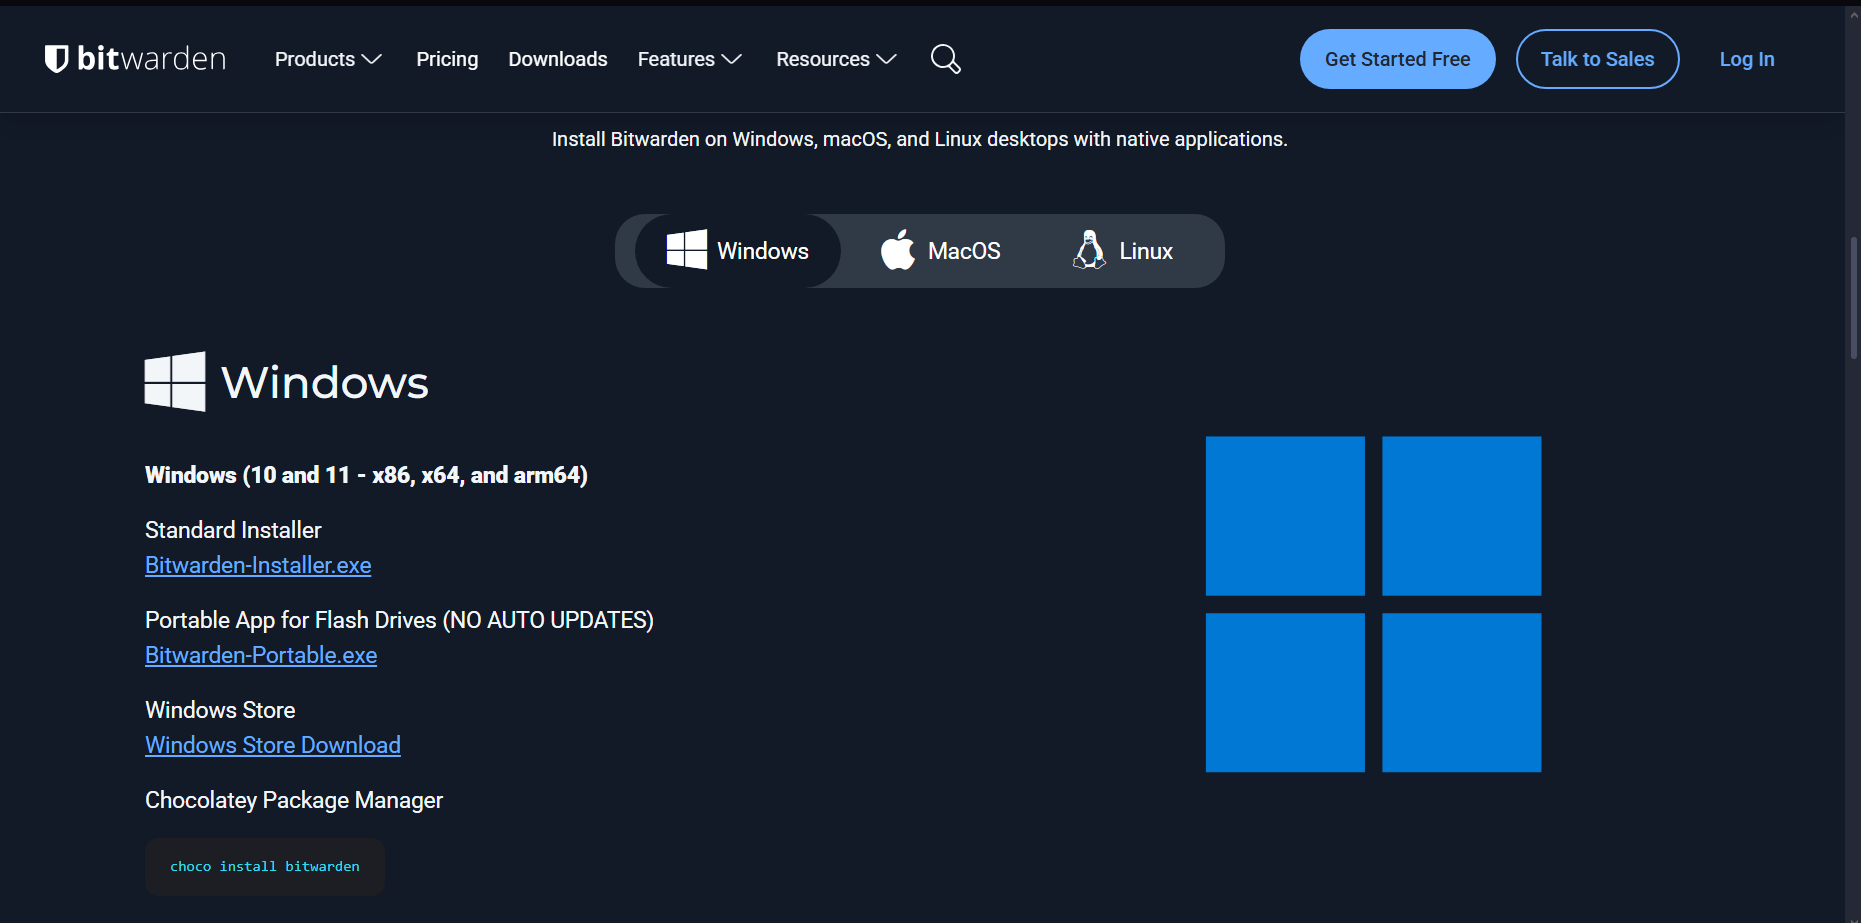 bitwarden Products Pricing Downloads Features Resources Get Started Free Talk to Sales Log In
Install Bitwarden on Windows, macOS, and Linux desktops with native applications.
Windows MacOS Linux
Windows
Windows (10 and 11 - x86, x64, and arm64)
Standard Installer
Bitwarden-Installer.exe
Portable App for Flash Drives (NO AUTO UPDATES)
Bitwarden-Portable.exe
Windows Store
Windows Store Download
Chocolatey Package Manager
choco install bitwarden